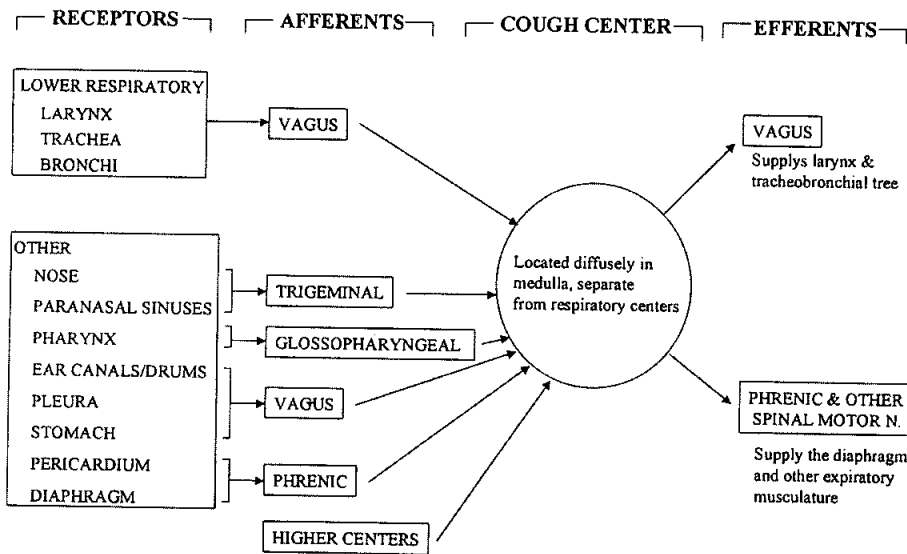 RECEPTORS
AFFERENTS
COUGH CENTER
EFFERENTS
LOWER RESPIRATORY
LARYNX
TRACHEA
BRONCHI
VAGUS
VAGUS
Supplys larynx &
tracheobronchial tree
OTHER
NOSE
PARANASAL SINUSES
PHARYNX
EAR CANALS/DRUMS
PLEURA
STOMACH
PERICARDIUM
DIAPHRAGM
TRIGEMINAL
GLOSSOPHARYNGEAL
VAGUS
PHRENIC
HIGHER CENTERS
Located diffusely in
medulla, separate
from respiratory centers
PHRENIC & OTHER
SPINAL MOTOR N.
Supply the diaphragm
and other expiratory
musculature